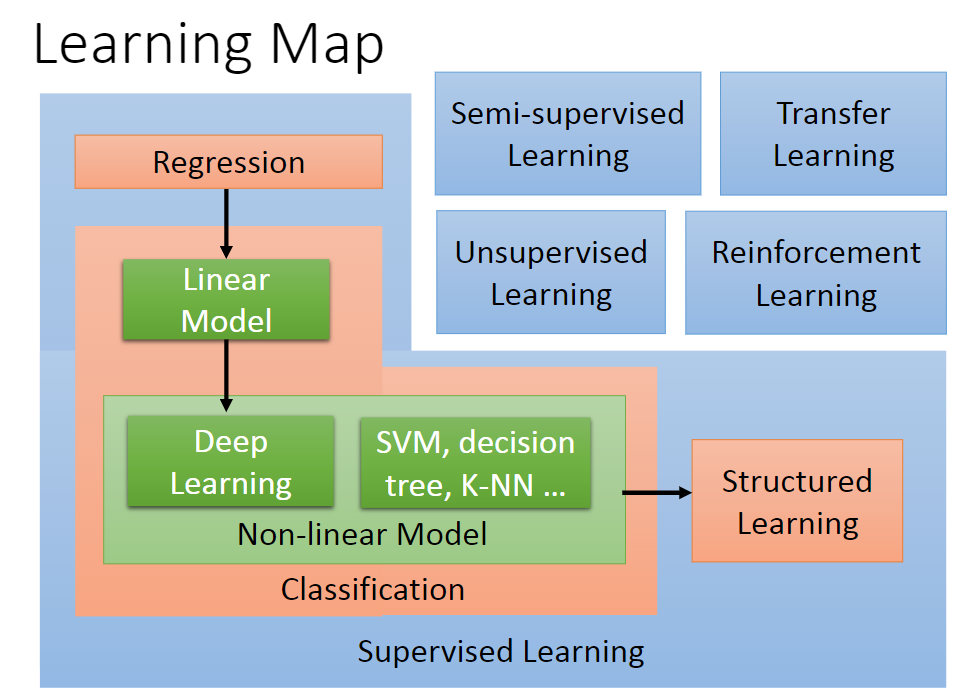 Learning Map
Semi-supervised
Learning
Transfer
Learning
Regression
Unsupervised
Learning
Reinforcement
Learning
Linear
Model
Deep
Learning
SVM, decision
tree, K-NN ...
Non-linear Model
Structured
Learning
Classification
Supervised Learning